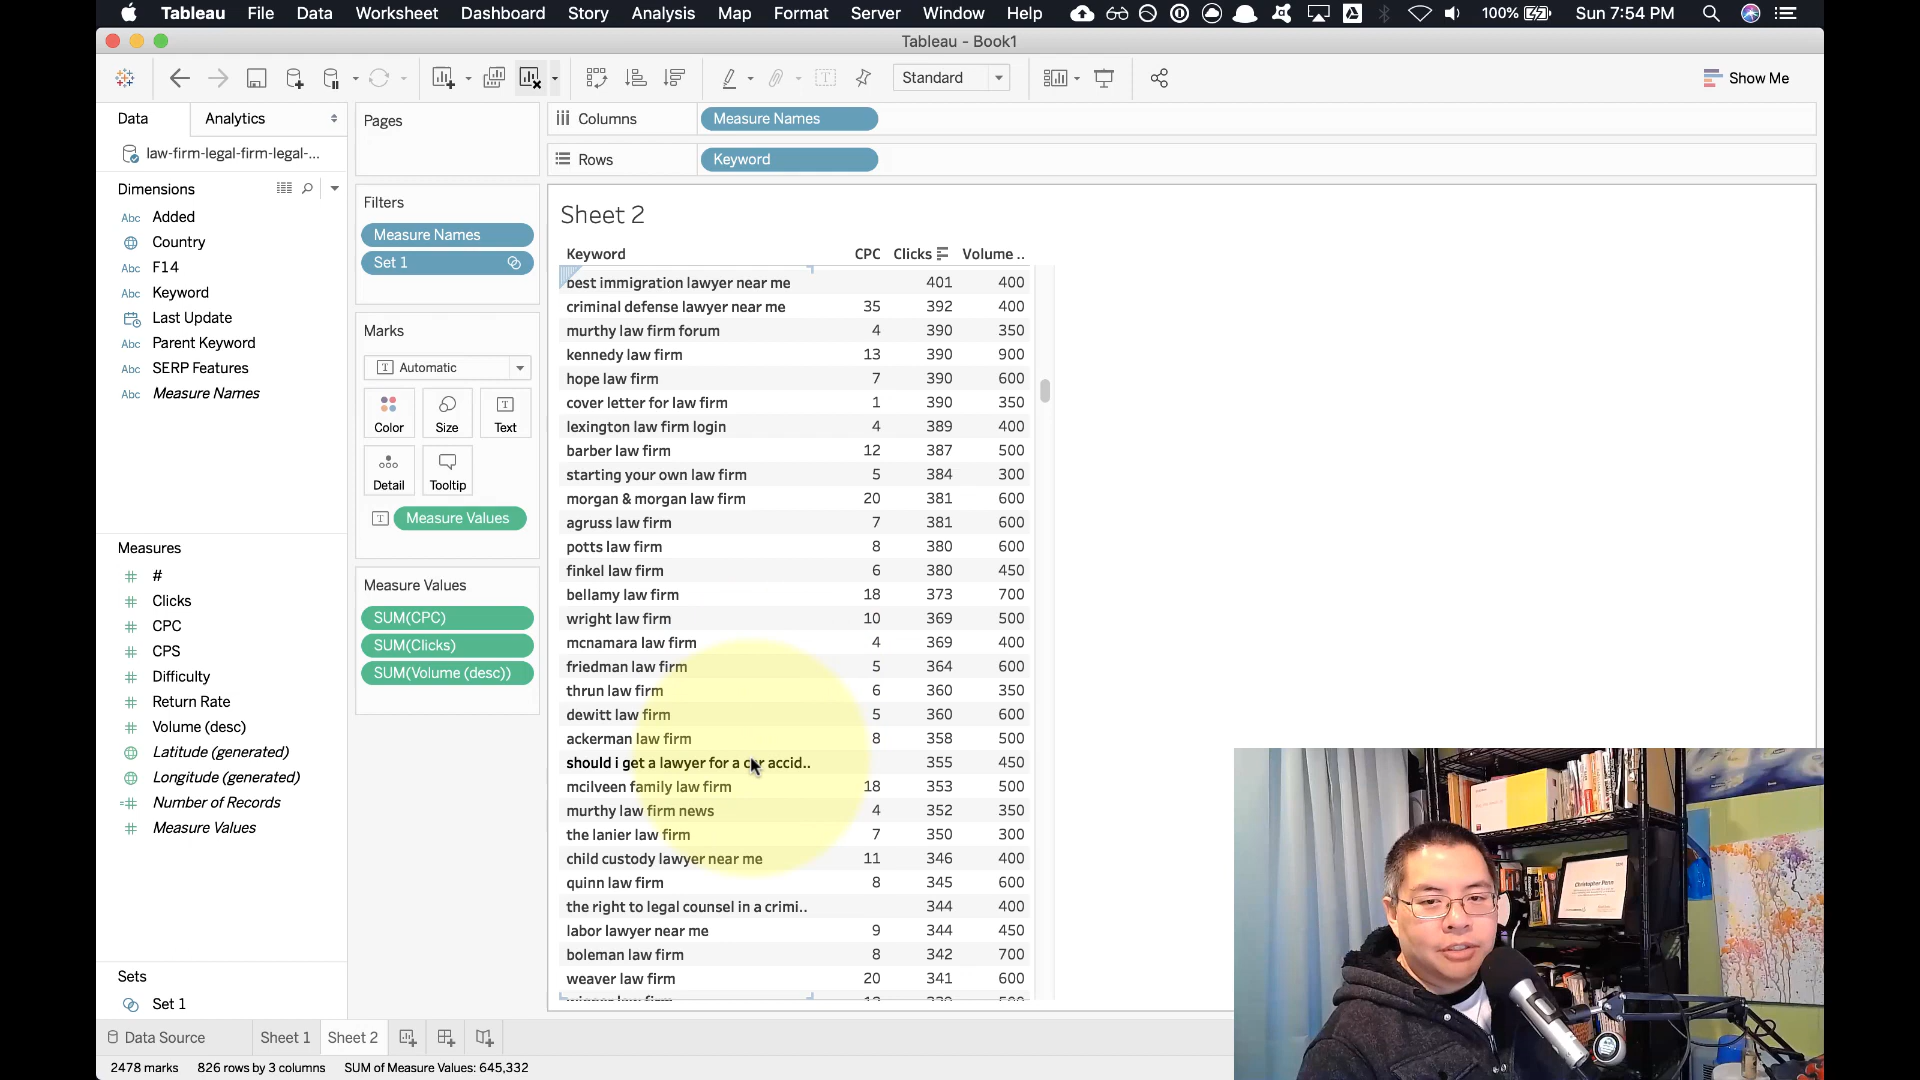 Tableau File Data Worksheet Dashboard Story Analysis Map Format Server Window Help 100% Sun 7:54 PM
Tableau - Book1
Standard Show Me
Data Analytics Pages Columns Measure Names
law-firm-legal-firm-legal-...
Rows Keyword
Dimensions
Abc Added
Country
Abc F14
Abc Keyword
Last Update
Abc Parent Keyword
Abc SERP Features
Abc Measure Names
Measures
#
Clicks
CPC
CPS
Difficulty
Return Rate
Volume (desc)
Latitude (generated)
Longitude (generated)
Number of Records
Measure Values
Sets
Set 1
Filters
Measure Names
Set 1
Marks
Automatic
Color Size Text
Detail Tooltip
Measure Values
Measure Values
SUM(CPC)
SUM(Clicks)
SUM(Volume (desc))
Sheet 2
Keyword CPC Clicks Volume ..
best immigration lawyer near me 401 400
criminal defense lawyer near me 35 392 400
murthy law firm forum 4 390 350
kennedy law firm 13 390 900
hope law firm 7 390 600
cover letter for law firm 1 390 350
lexington law firm login 4 389 400
barber law firm 12 387 500
starting your own law firm 5 384 300
morgan & morgan law firm 20 381 600
agruss law firm 7 381 600
potts law firm 8 380 600
finkel law firm 6 380 450
bellamy law firm 18 373 700
wright law firm 10 369 500
mcnamara law firm 4 369 400
friedman law firm 5 364 600
thrun law firm 6 360 350
dewitt law firm 5 360 600
ackerman law firm 8 358 500
should i get a lawyer for a car accid.. 355 450
mcilveen family law firm 18 353 500
murthy law firm news 4 352 350
the lanier law firm 7 350 300
child custody lawyer near me 11 346 400
quinn law firm 8 345 600
the right to legal counsel in a crimi.. 344 400
labor lawyer near me 9 344 450
boleman law firm 8 342 700
weaver law firm 20 341 600
Christopher Penn
Data Source Sheet 1 Sheet 2
2478 marks 826 rows by 3 columns SUM of Measure Values: 645,332